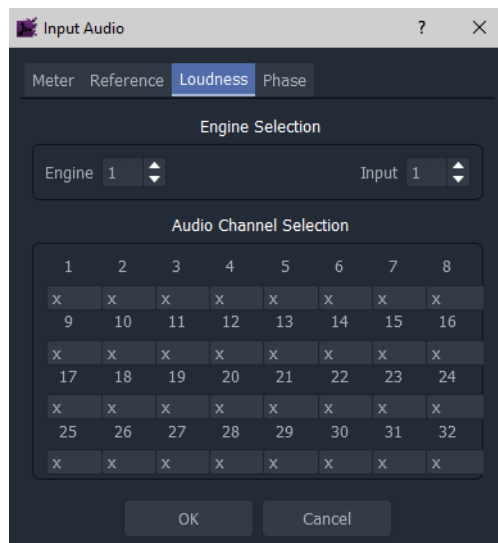 Input Audio ? ×
Meter Reference Loudness Phase
Engine Selection
Engine 1 Input 1
Audio Channel Selection
1 2 3 4 5 6 7 8
x x x x x x x x
9 10 11 12 13 14 15 16
x x x x x x x x
17 18 19 20 21 22 23 24
x x x x x x x x
25 26 27 28 29 30 31 32
x x x x x x x x
OK Cancel